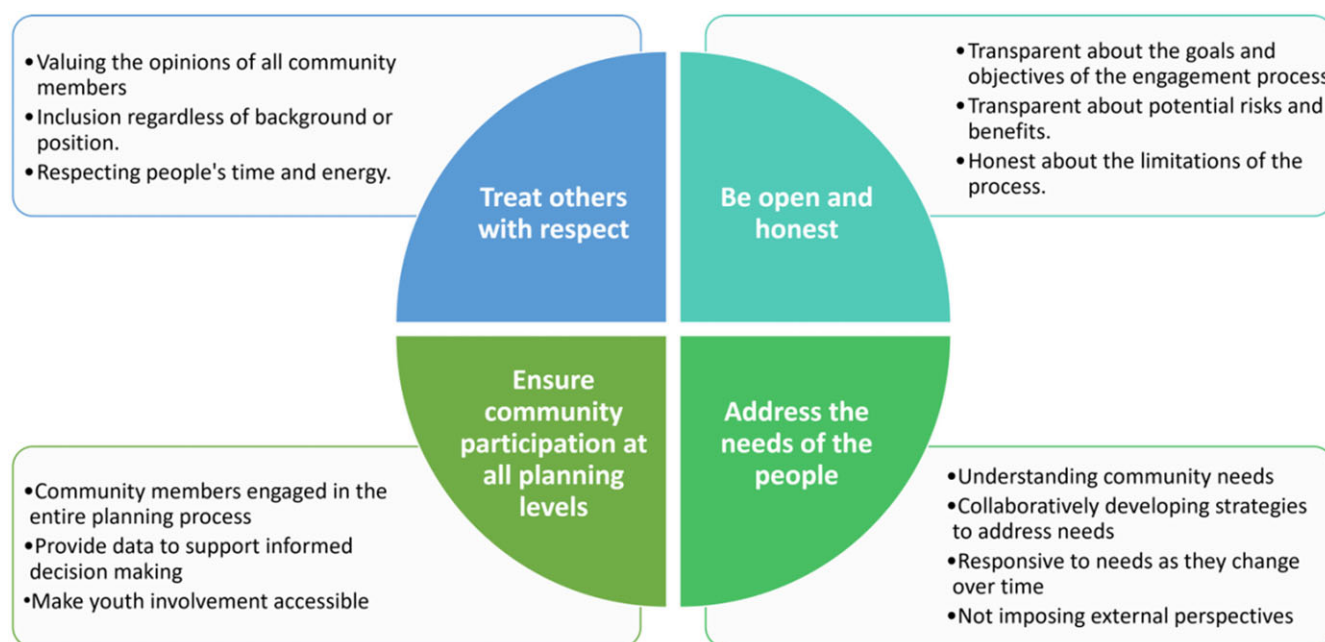 •Valuing the opinions of all community
members
•Inclusion regardless of background or
position.
•Respecting people's time and energy.
Treat others
with respect
Be open and
honest
•Transparent about the goals and
objectives of the engagement process
•Transparent about potential risks and
benefits.
•Honest about the limitations of the
process.
•Community members engaged in the
entire planning process
•Provide data to support informed
decision making
•Make youth involvement accessible
Ensure
community
participation at
all planning
levels
Address the
needs of the
people
•Understanding community needs
•Collaboratively developing strategies
to address needs
•Responsive to needs as they change
over time
•Not imposing external perspectives